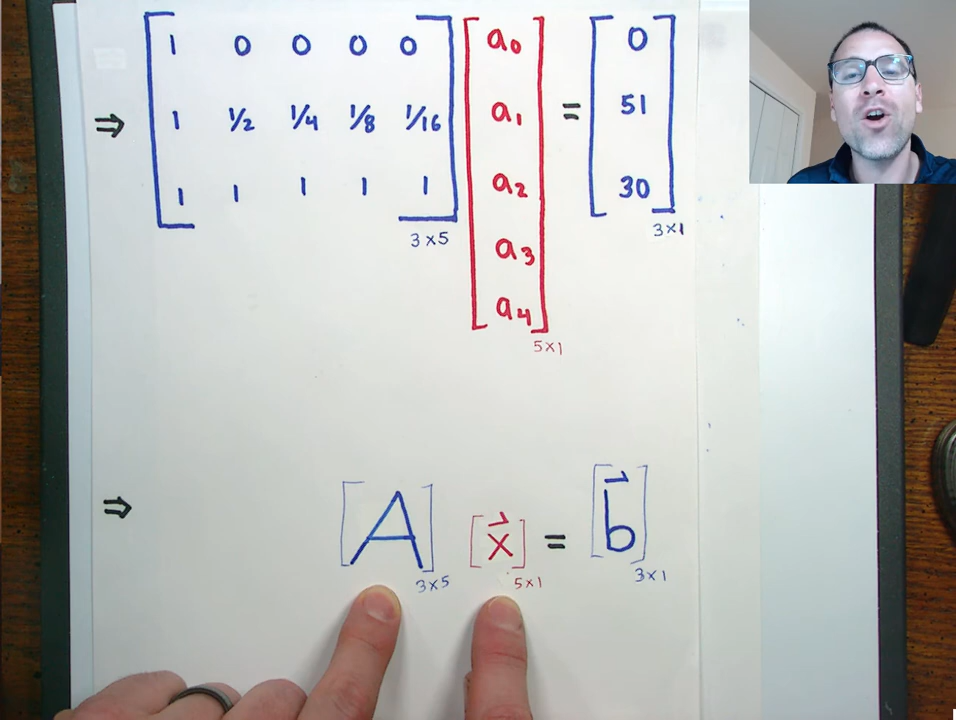 ⇒ [1 0 0 0 0] [a₀] = [0]
1 1/2 1/4 1/8 1/16 a₁ 51
1 1 1 1 1 a₂ 30
3×5 3×1
a₃
a₄
5×1
⇒ [A] [x⃗] = [b⃗]
3×5 5×1 3×1